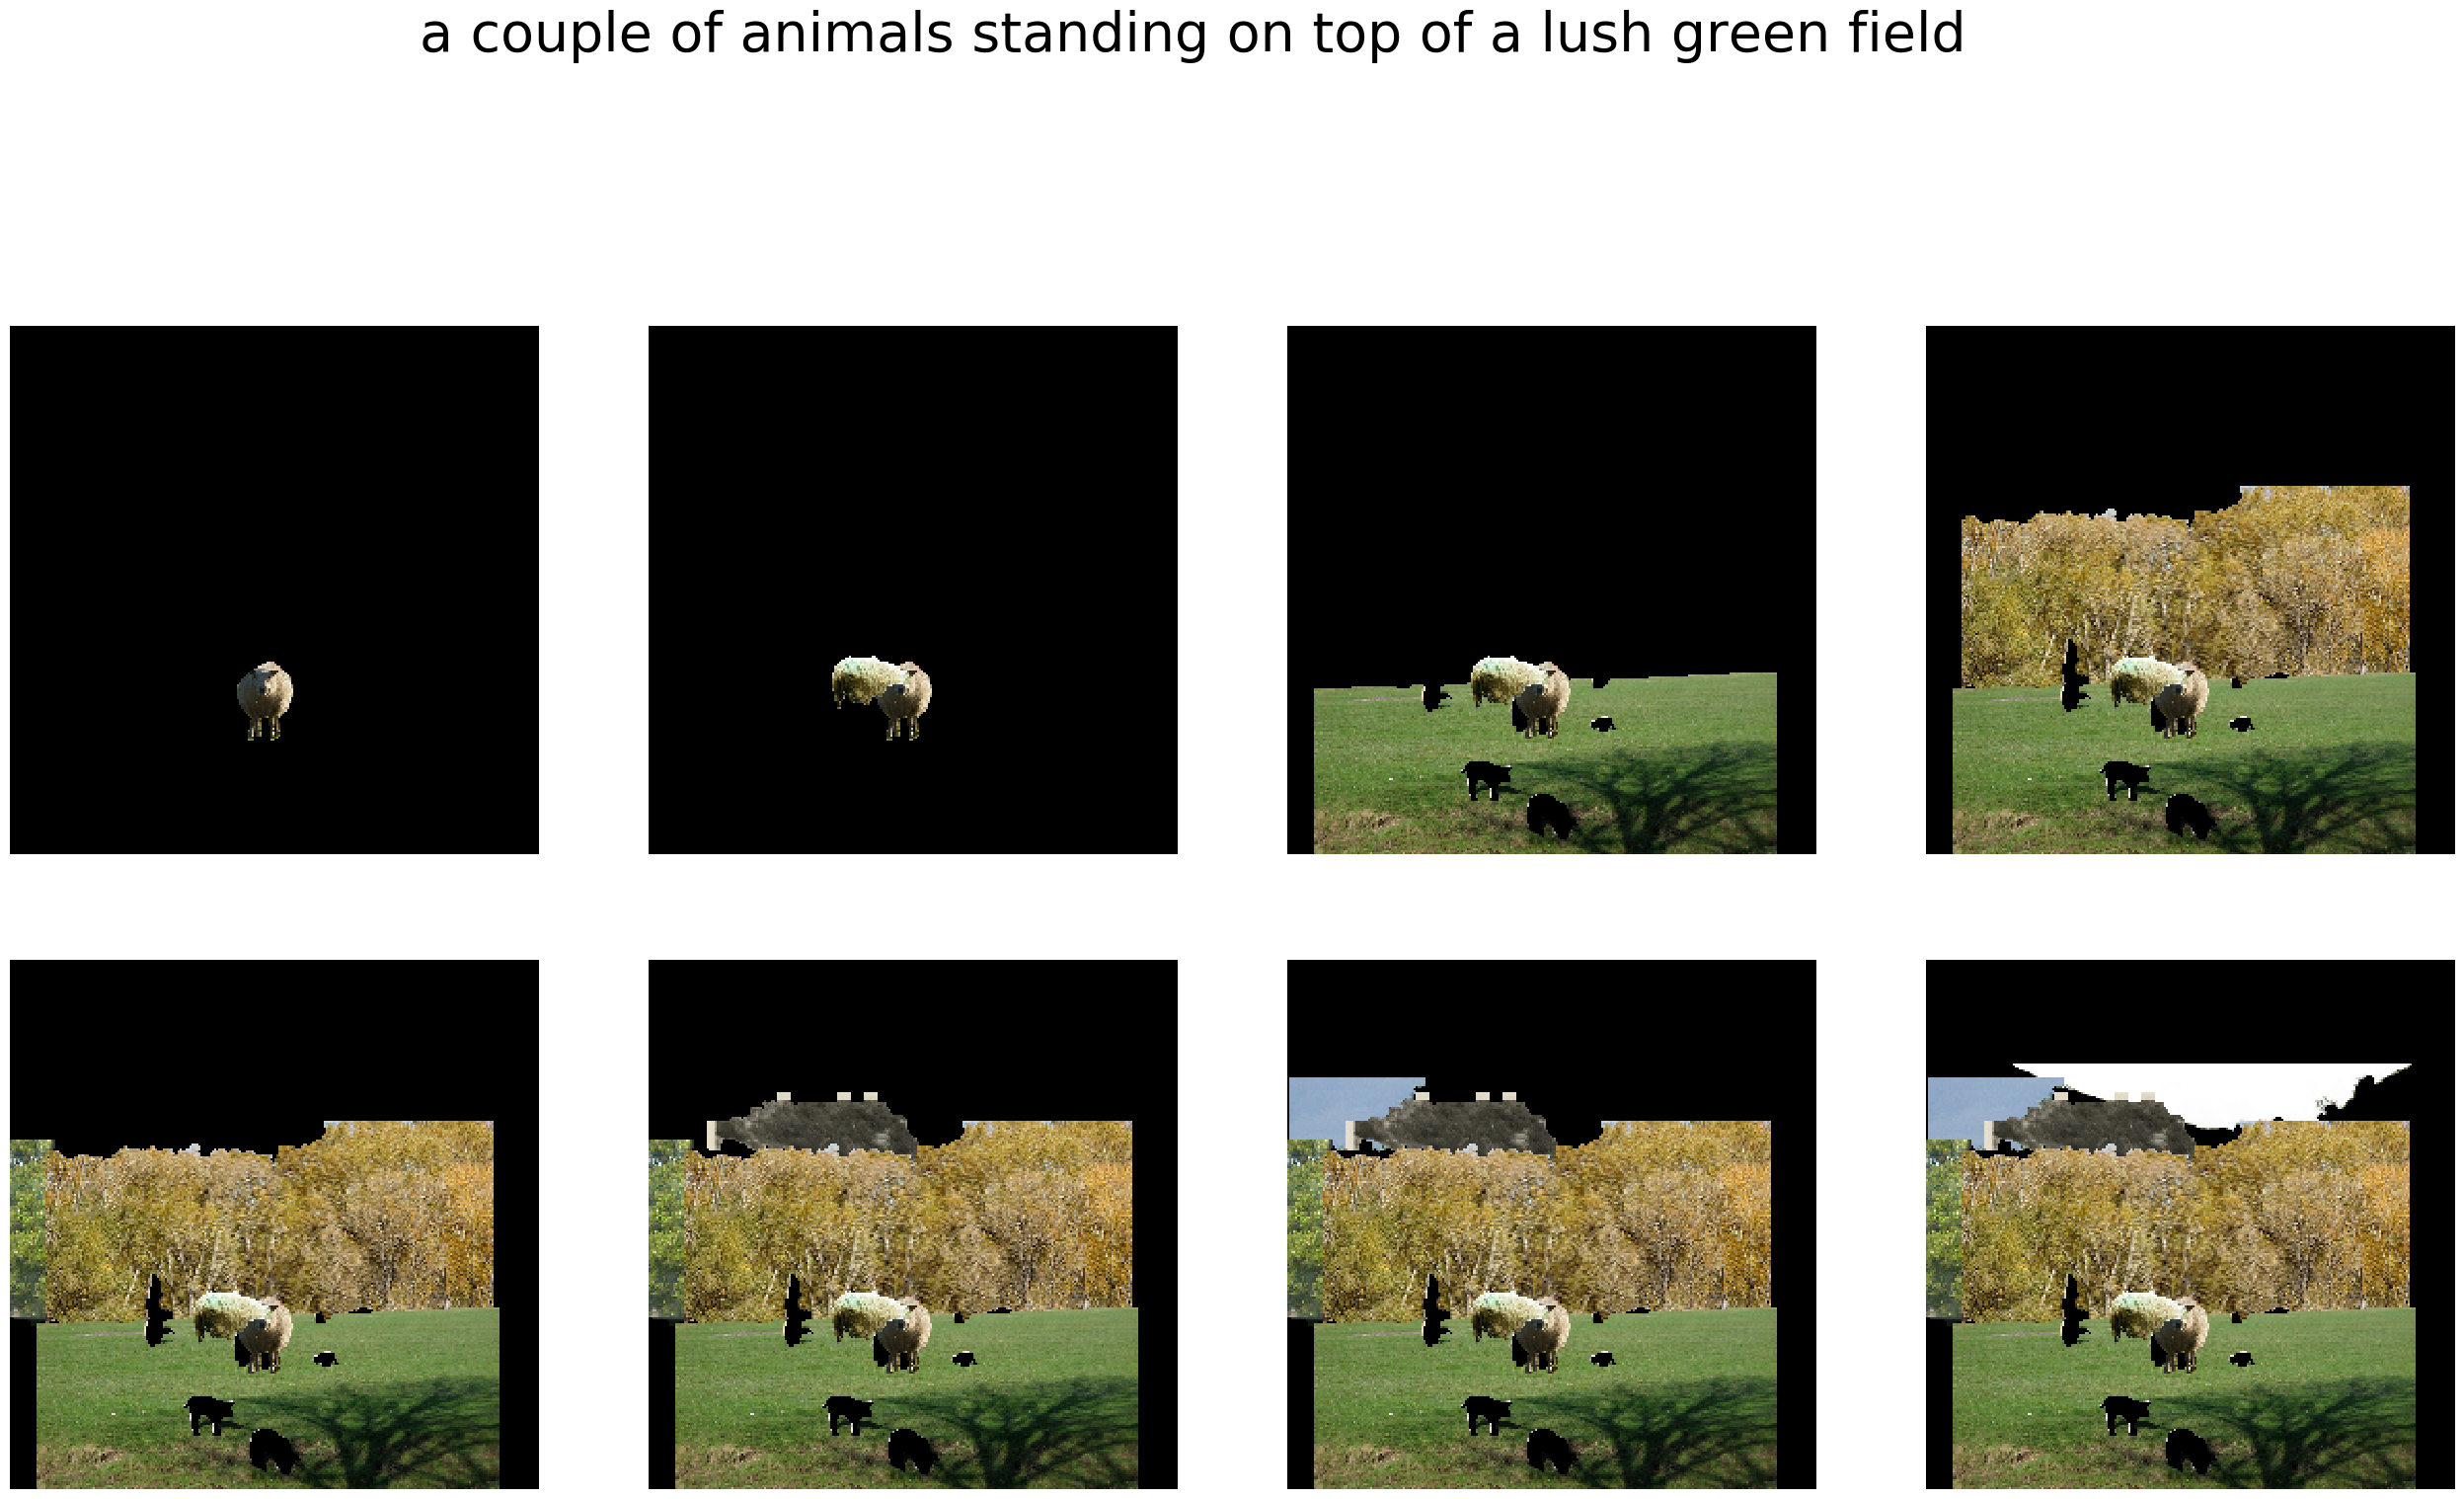 a couple of animals standing on top of a lush green field